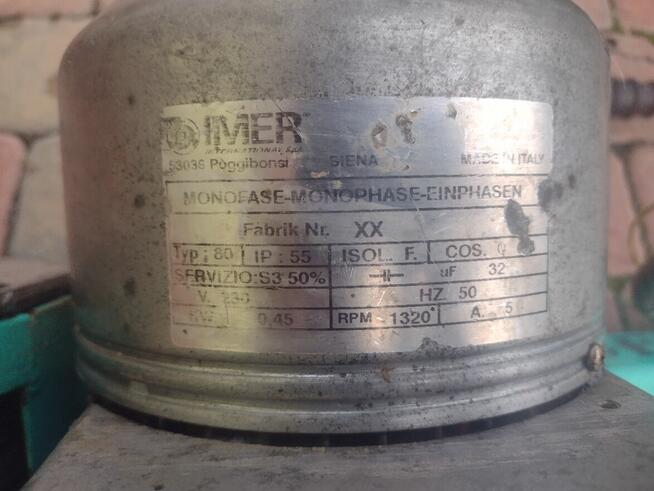 IMER
INTERNATIONAL S.p.A.
53036 Poggibonsi SIENA MADE IN ITALY
MONOFASE-MONOPHASE-EINPHASEN
Fabrik Nr. XX
Typ : 80 IP : 55 ISOL. F. COS.
SERVIZIO:S3 50% uF 32
V. 230 HZ 50
KW. 0,45 RPM 1320 A. 5